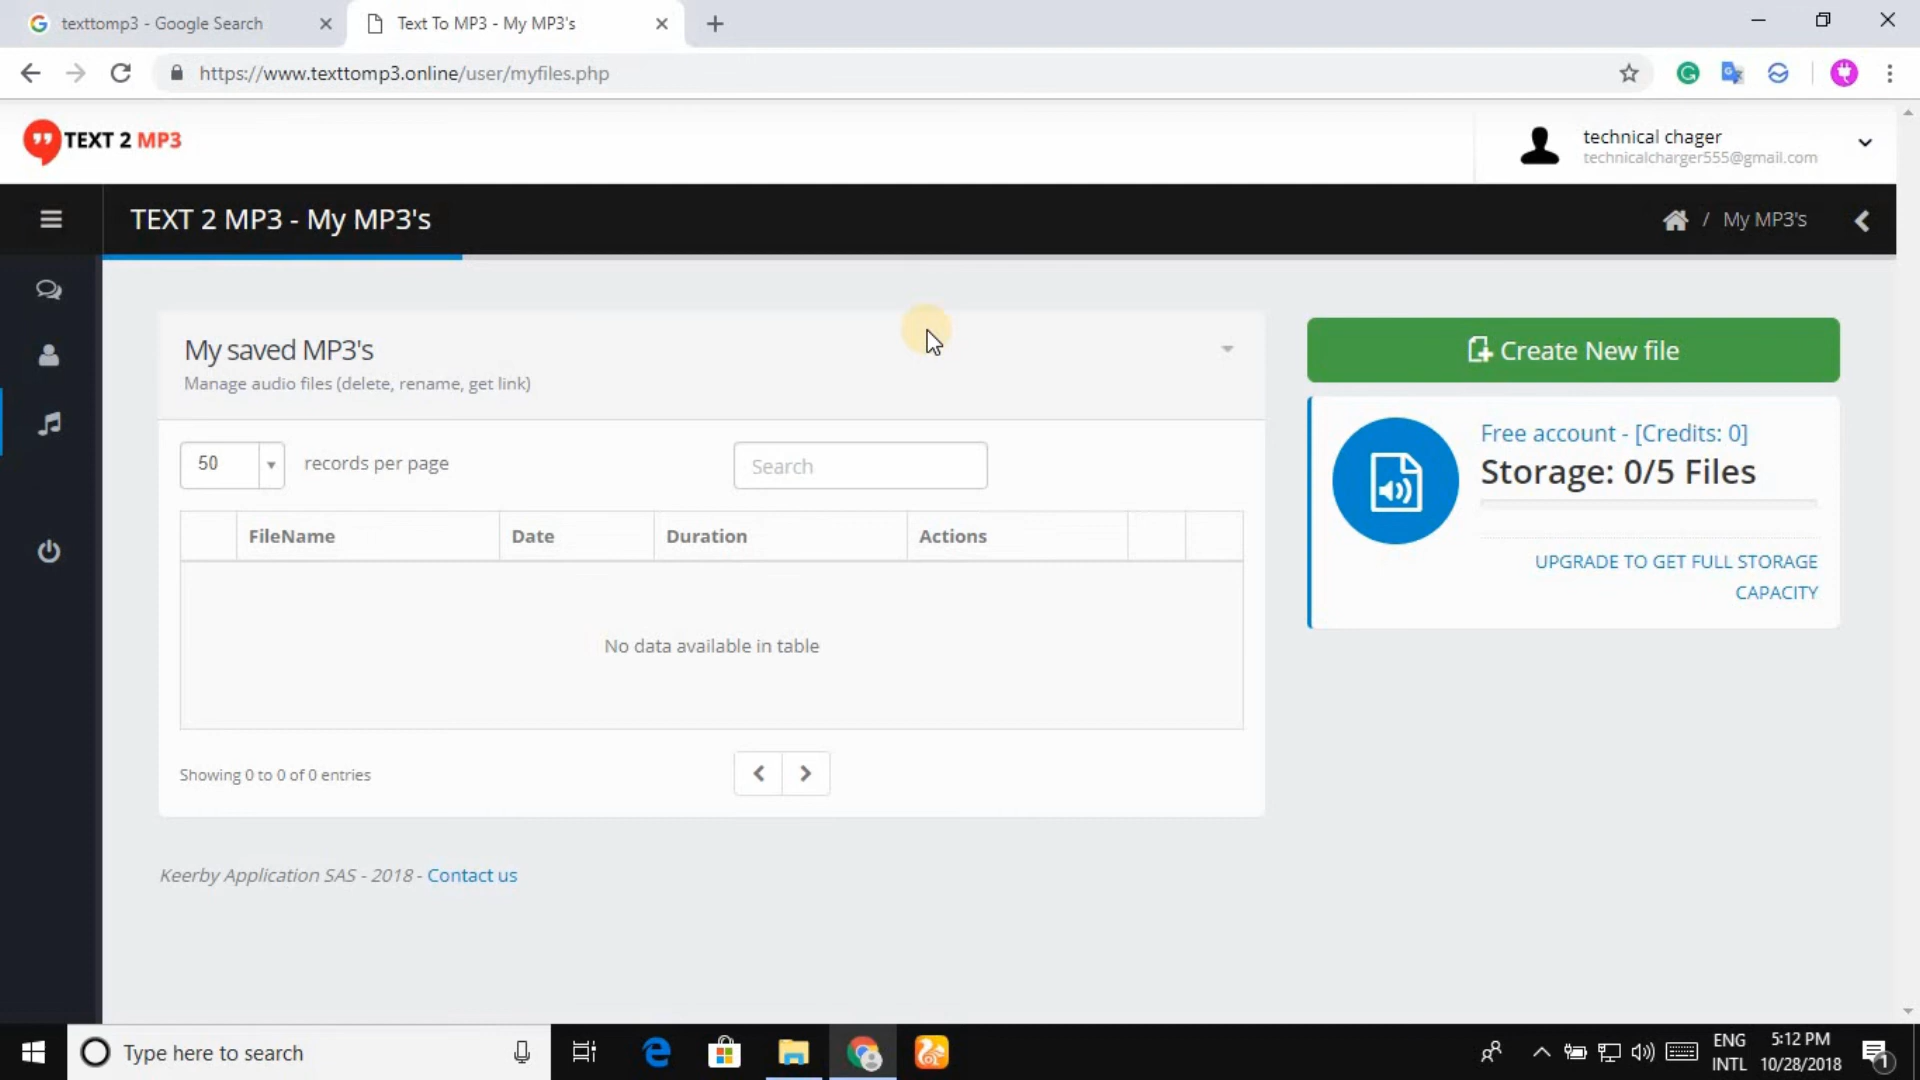 texttomp3 - Google Search
Text To MP3 - My MP3's
https://www.texttomp3.online/user/myfiles.php
TEXT 2 MP3
technical chager
technicalcharger555@gmail.com
TEXT 2 MP3 - My MP3's
/ My MP3's
My saved MP3's
Manage audio files (delete, rename, get link)
Create New file
50 records per page
Search
Free account - [Credits: 0]
Storage: 0/5 Files
UPGRADE TO GET FULL STORAGE
CAPACITY
FileName Date Duration Actions
No data available in table
Showing 0 to 0 of 0 entries
Keerby Application SAS - 2018 - Contact us
Type here to search
ENG
INTL
5:12 PM
10/28/2018
1